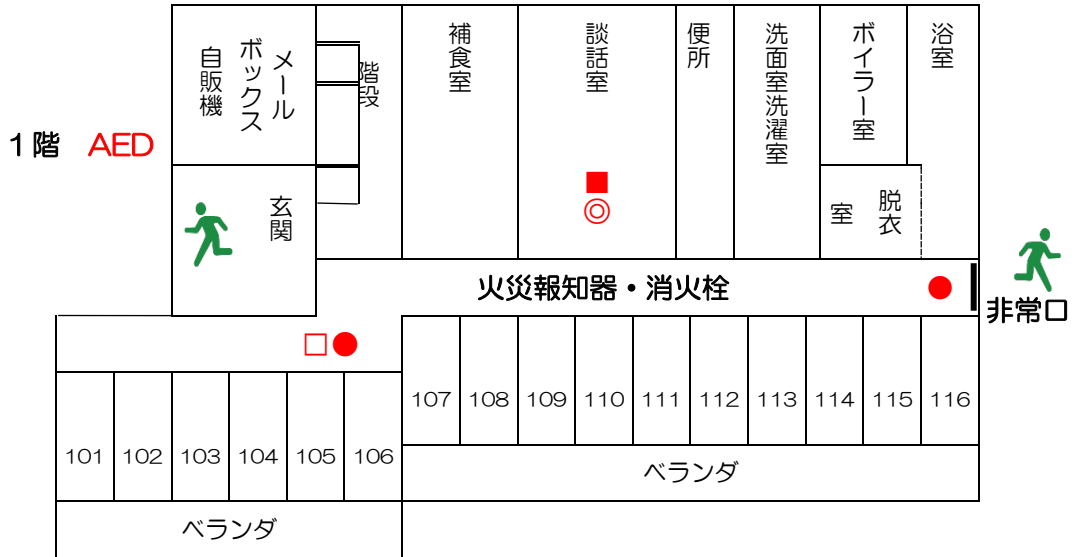 1階 AED
メール
ボックス
自販機
階段
補食室
談話室
便所
洗面室洗濯室
ボイラー室
浴室
脱衣
室
玄関
火災報知器・消火栓
非常口
101 102 103 104 105 106
107 108 109 110 111 112 113 114 115 116
ベランダ
ベランダ